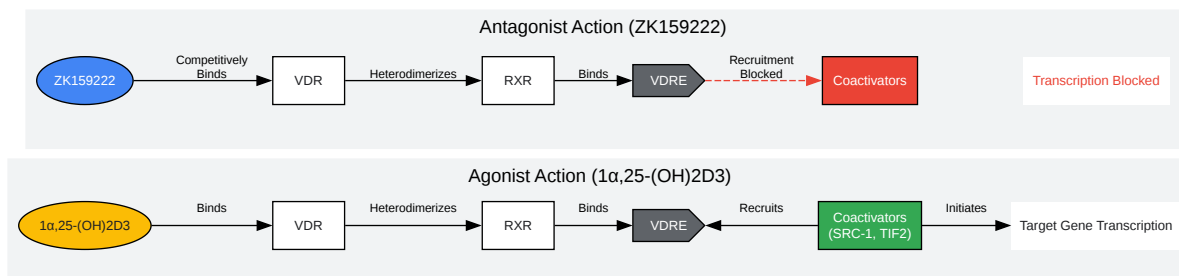 Antagonist Action (ZK159222)
ZK159222
Competitively
Binds
VDR
Heterodimerizes
RXR
Binds
VDRE
Recruitment
Blocked
Coactivators
Transcription Blocked
Agonist Action (1α,25-(OH)2D3)
1α,25-(OH)2D3
Binds
VDR
Heterodimerizes
RXR
Binds
VDRE
Recruits
Coactivators
(SRC-1, TIF2)
Initiates
Target Gene Transcription